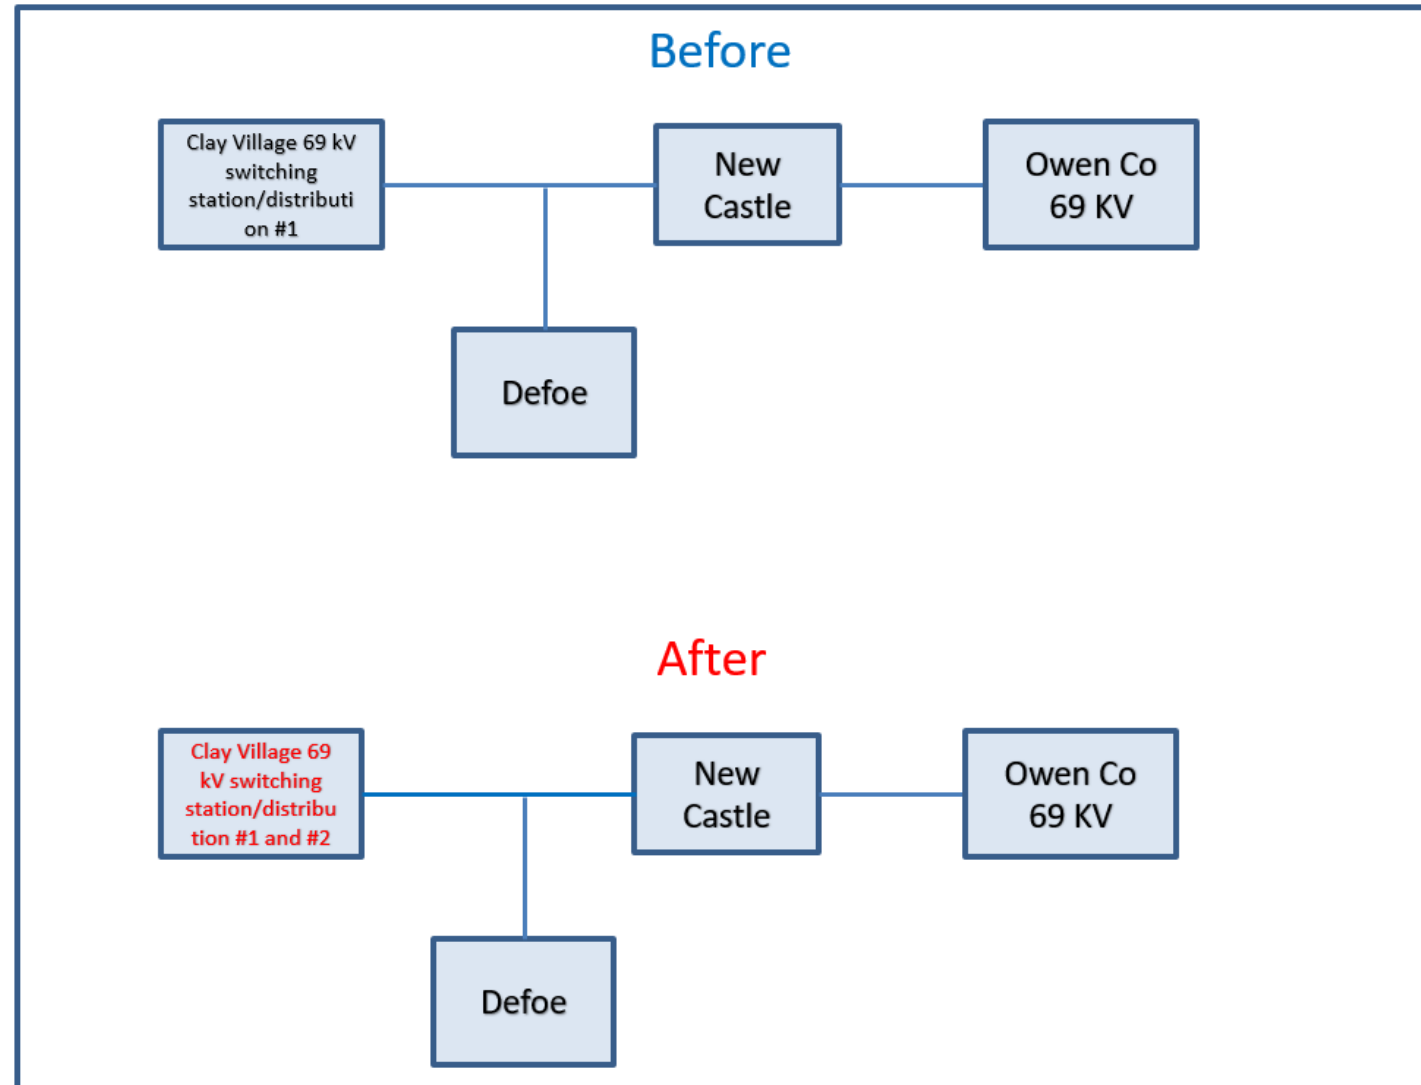 Before
Clay Village 69 kV
switching
station/distributi
on #1
New
Castle
Owen Co
69 KV
Defoe
After
Clay Village 69
kV switching
station/distribu
tion #1 and #2
New
Castle
Owen Co
69 KV
Defoe